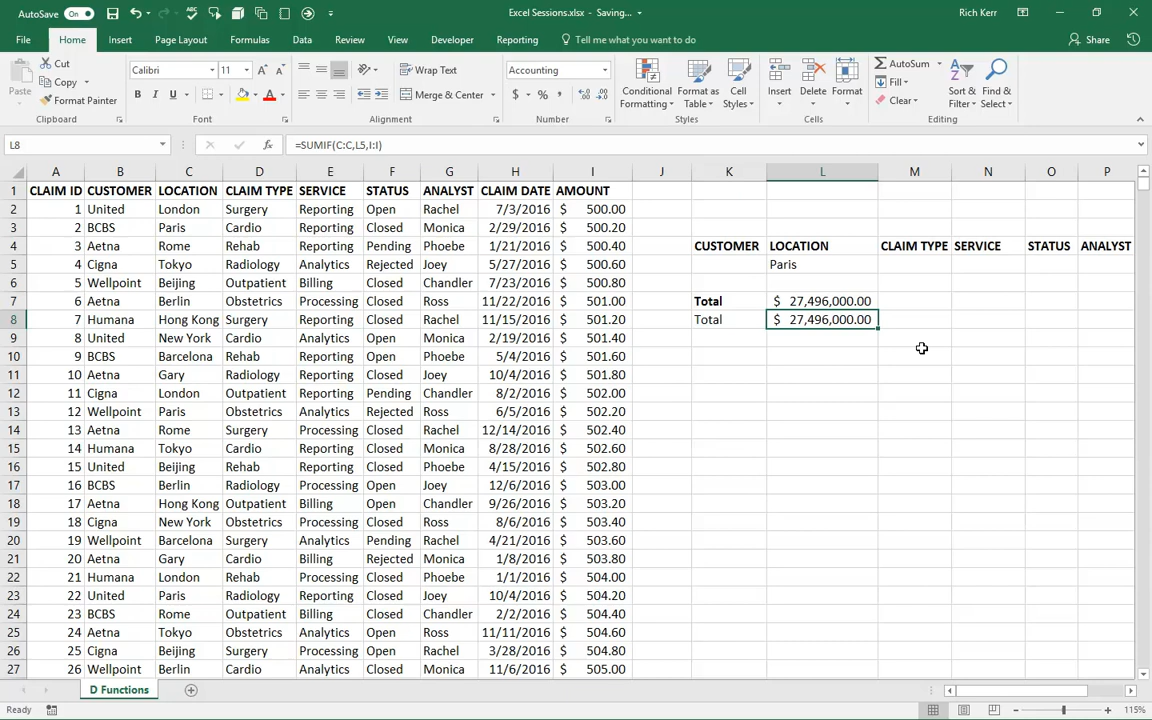 AutoSave On Excel Sessions.xlsx - Saving... Rich Kerr
File Home Insert Page Layout Formulas Data Review View Developer Reporting Tell me what you want to do Share
Paste Cut Calibri 11 Wrap Text Accounting Conditional Formatting Format as Table Cell Styles Insert Delete Format AutoSum Sort & Filter Find & Select
Copy Fill
Format Painter B I U A Merge & Center $ % , Clear
Clipboard Font Alignment Number Styles Cells Editing
L8 fx =SUMIF(C:C,L5,I:I)
A B C D E F G H I J K L M N O P
1 CLAIM ID CUSTOMER LOCATION CLAIM TYPE SERVICE STATUS ANALYST CLAIM DATE AMOUNT
2 1 United London Surgery Reporting Open Rachel 7/3/2016 $ 500.00
3 2 BCBS Paris Cardio Reporting Closed Monica 2/29/2016 $ 500.20
4 3 Aetna Rome Rehab Reporting Pending Phoebe 1/21/2016 $ 500.40 CUSTOMER LOCATION CLAIM TYPE SERVICE STATUS ANALYST
5 4 Cigna Tokyo Radiology Analytics Rejected Joey 5/27/2016 $ 500.60 Paris
6 5 Wellpoint Beijing Outpatient Billing Closed Chandler 7/23/2016 $ 500.80
7 6 Aetna Berlin Obstetrics Processing Closed Ross 11/22/2016 $ 501.00 Total $ 27,496,000.00
8 7 Humana Hong Kong Surgery Reporting Closed Rachel 11/15/2016 $ 501.20 Total $ 27,496,000.00
9 8 United New York Cardio Reporting Closed Monica 2/19/2016 $ 501.40
10 9 BCBS Barcelona Rehab Reporting Open Phoebe 5/4/2016 $ 501.60
11 10 Aetna Gary Radiology Reporting Closed Joey 10/4/2016 $ 501.80
12 11 Cigna London Outpatient Reporting Pending Chandler 8/2/2016 $ 502.00
13 12 Wellpoint Paris Obstetrics Analytics Rejected Ross 6/5/2016 $ 502.20
14 13 Aetna Rome Surgery Processing Closed Rachel 12/14/2016 $ 502.40
15 14 Humana Tokyo Cardio Analytics Closed Monica 8/28/2016 $ 502.60
16 15 United Beijing Rehab Reporting Closed Phoebe 4/15/2016 $ 502.80
17 16 BCBS Berlin Radiology Processing Open Joey 12/6/2016 $ 503.00
18 17 Aetna Hong Kong Outpatient Billing Open Chandler 9/26/2016 $ 503.20
19 18 Cigna New York Obstetrics Processing Closed Ross 8/6/2016 $ 503.40
20 19 Wellpoint Barcelona Surgery Analytics Pending Rachel 4/21/2016 $ 503.60
21 20 Aetna Gary Cardio Billing Rejected Monica 1/8/2016 $ 503.80
22 21 Humana London Rehab Processing Closed Phoebe 1/1/2016 $ 504.00
23 22 United Paris Radiology Reporting Closed Joey 10/4/2016 $ 504.20
24 23 BCBS Rome Outpatient Billing Closed Chandler 2/2/2016 $ 504.40
25 24 Aetna Tokyo Obstetrics Analytics Open Ross 11/11/2016 $ 504.60
26 25 Cigna Beijing Surgery Processing Open Rachel 3/28/2016 $ 504.80
27 26 Wellpoint Berlin Cardio Analytics Closed Monica 11/6/2016 $ 505.00
D Functions
Ready 115%